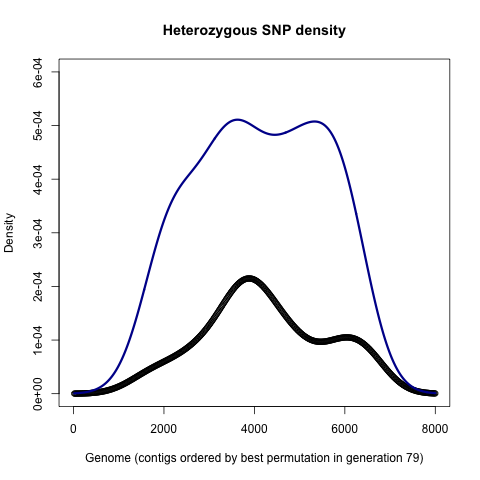 Heterozygous SNP density
6e-04
5e-04
4e-04
3e-04
2e-04
1e-04
0e+00
Density
0 2000 4000 6000 8000
Genome (contigs ordered by best permutation in generation 79)